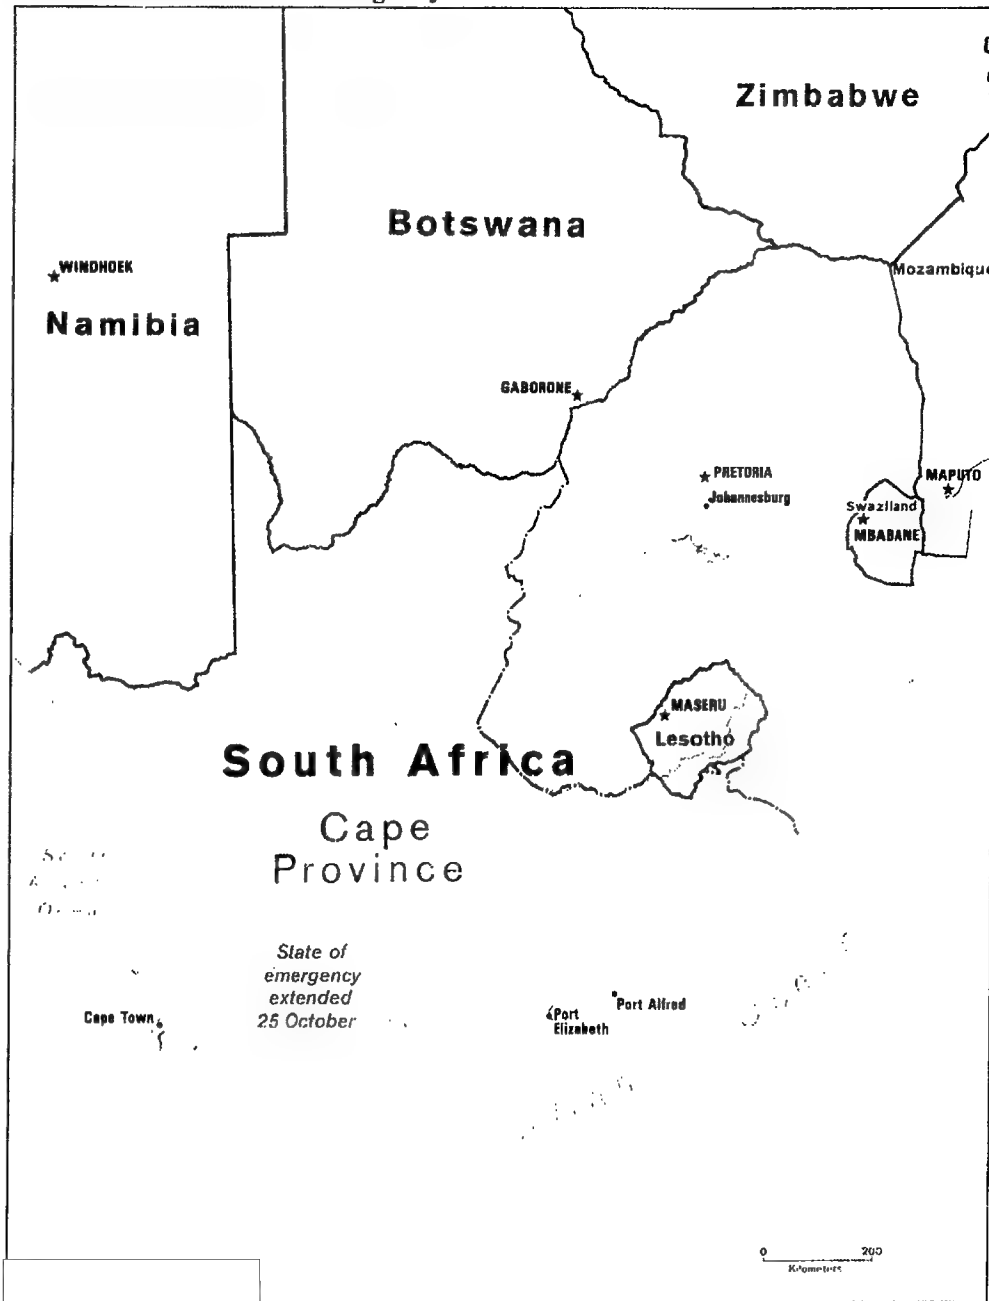 Zimbabwe
Botswana
WINDHOEK
Mozambique
Namibia
GABORONE
PRETORIA
Johannesburg
MAPUTO
Swaziland
MBABANE
MASERU
Lesotho
South Africa
Cape
Province
State of
emergency
extended
25 October
Cape Town
Port Alfred
Port
Elizabeth
0 200
Kilometers